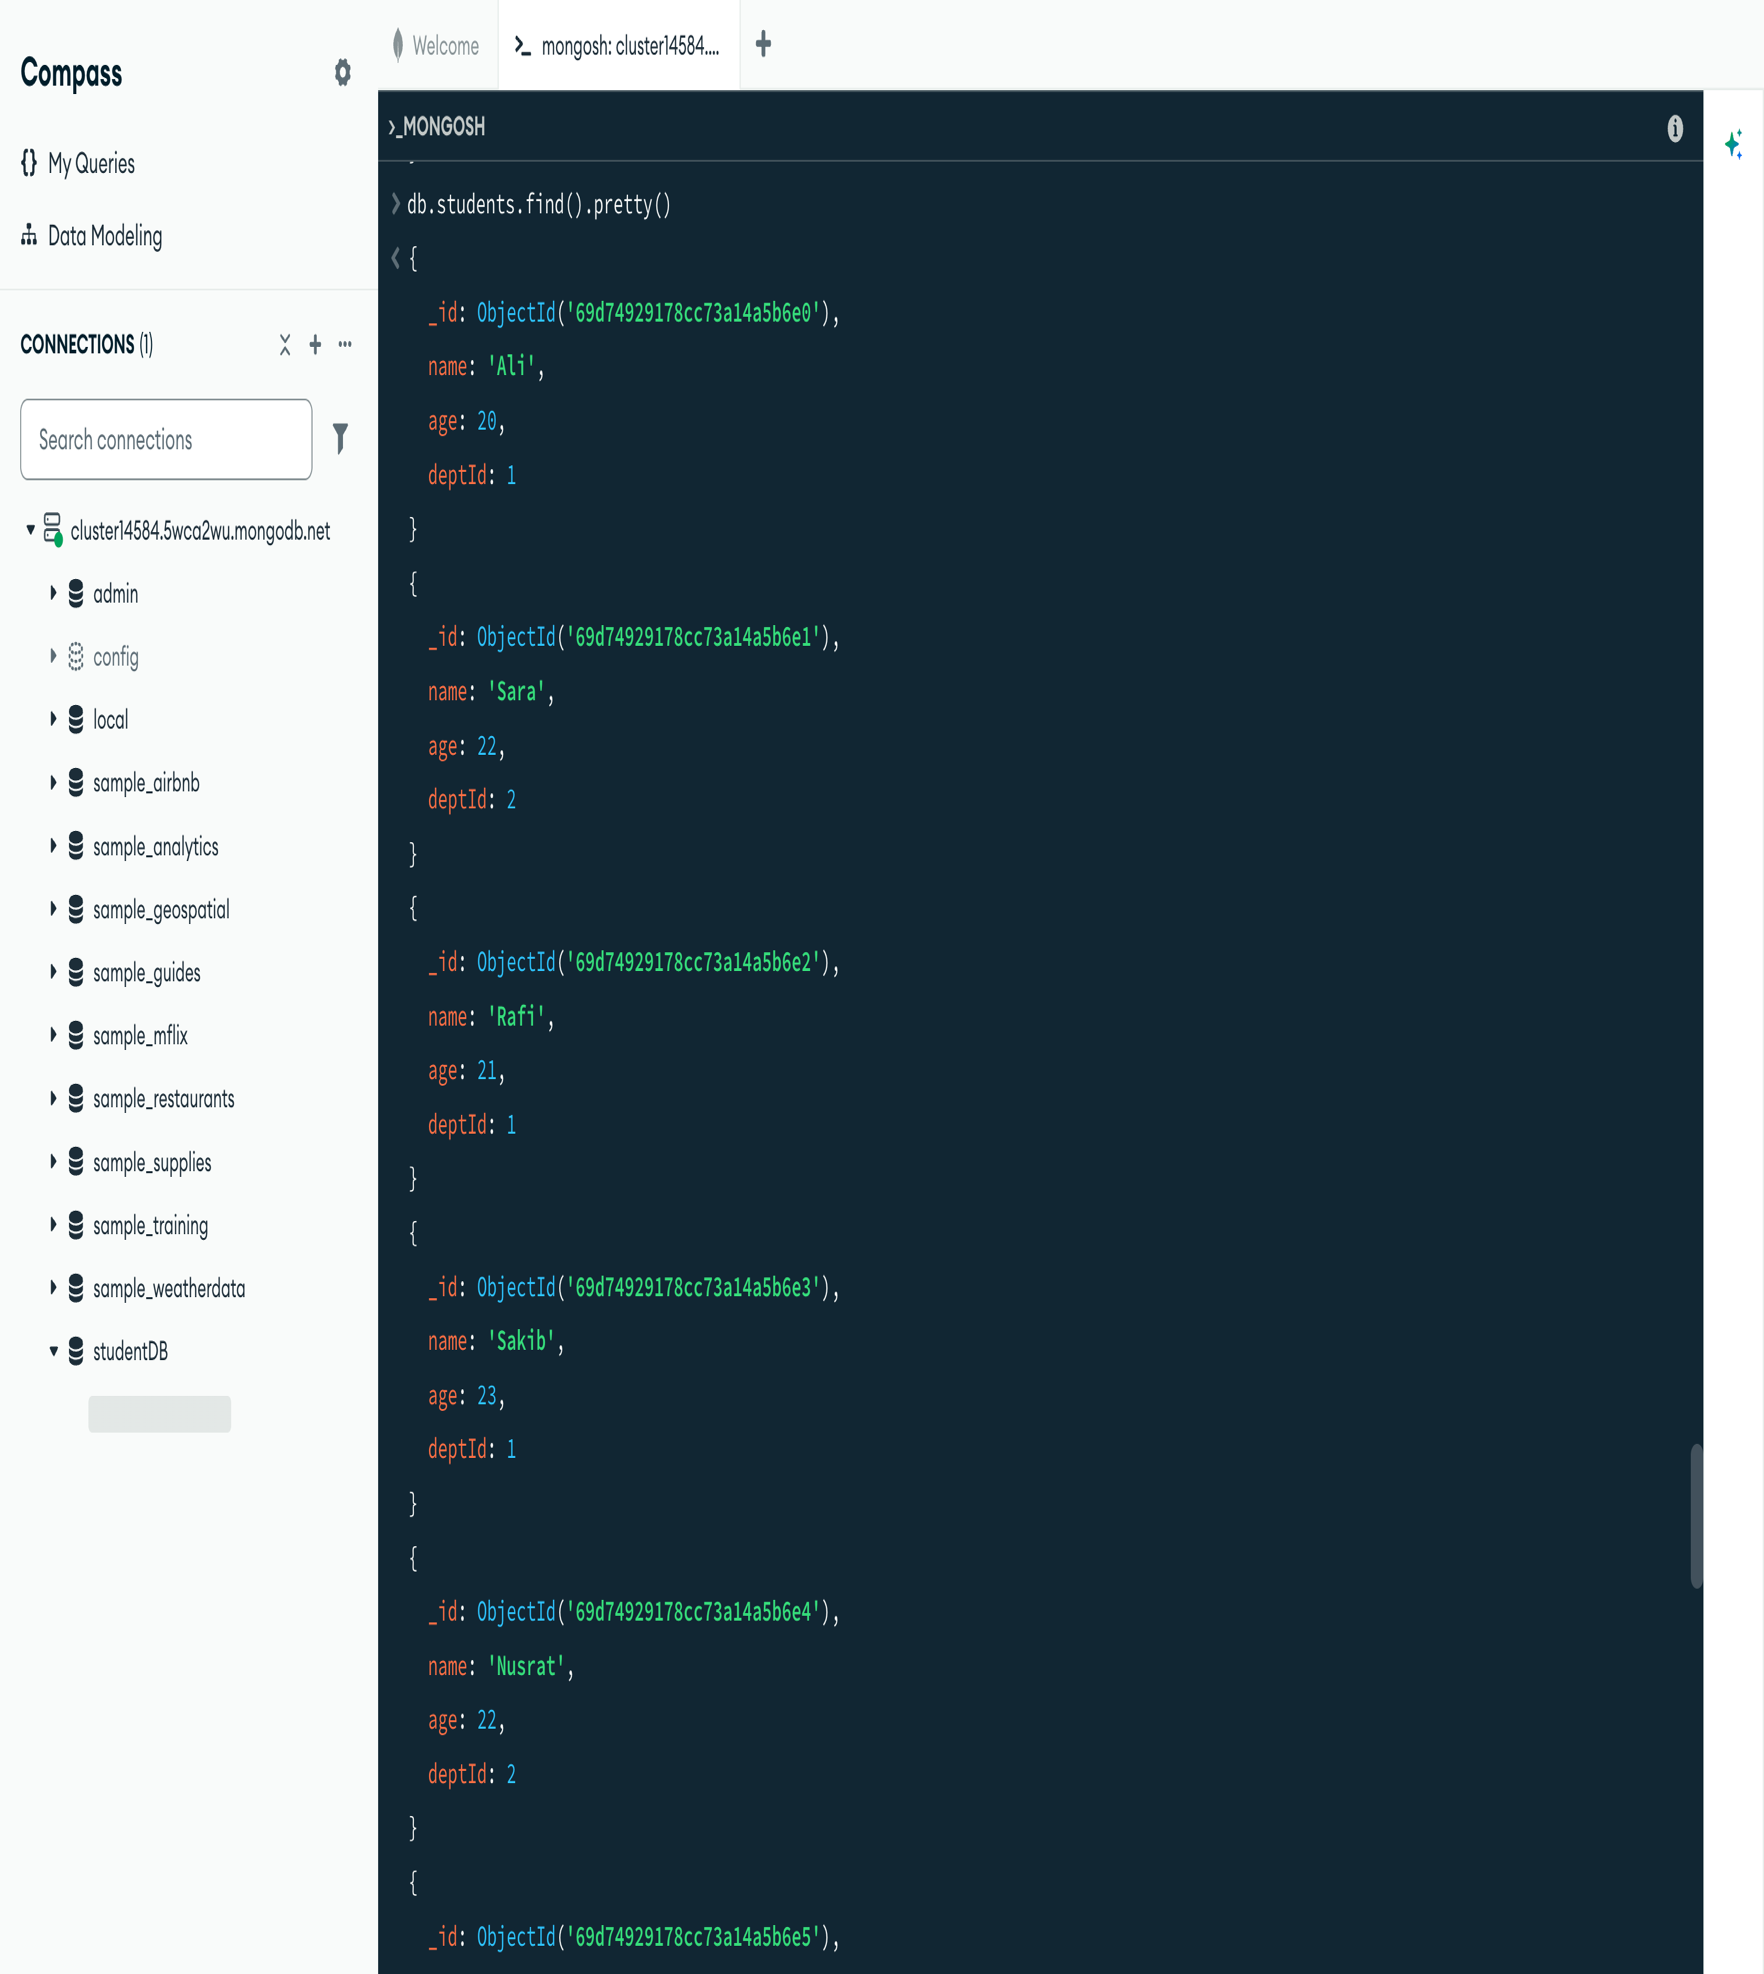 Compass
My Queries
Data Modeling
CONNECTIONS (1)
Search connections
cluster14584.5wca2wu.mongodb.net
admin
config
local
sample_airbnb
sample_analytics
sample_geospatial
sample_guides
sample_mflix
sample_restaurants
sample_supplies
sample_training
sample_weatherdata
studentDB
Welcome
>_ mongosh: cluster14584....
>_MONGOSH
> db.students.find().pretty()
< {
_id: ObjectId('69d74929178cc73a14a5b6e0'),
name: 'Ali',
age: 20,
deptId: 1
}
{
_id: ObjectId('69d74929178cc73a14a5b6e1'),
name: 'Sara',
age: 22,
deptId: 2
}
{
_id: ObjectId('69d74929178cc73a14a5b6e2'),
name: 'Rafi',
age: 21,
deptId: 1
}
{
_id: ObjectId('69d74929178cc73a14a5b6e3'),
name: 'Sakib',
age: 23,
deptId: 1
}
{
_id: ObjectId('69d74929178cc73a14a5b6e4'),
name: 'Nusrat',
age: 22,
deptId: 2
}
{
_id: ObjectId('69d74929178cc73a14a5b6e5'),